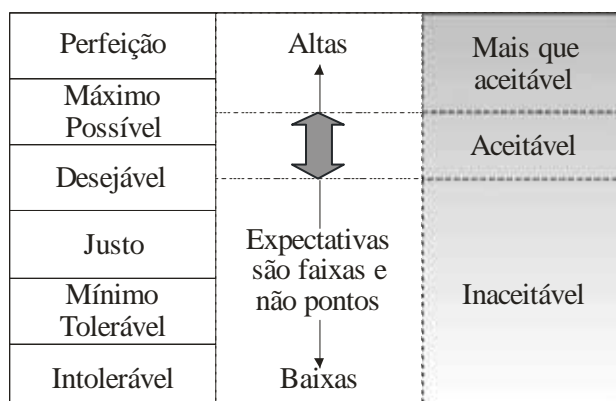 Perfeição
Máximo
Possível
Desejável
Justo
Mínimo
Tolerável
Intolerável
Altas
Expectativas
são faixas e
não pontos
Baixas
Mais que
aceitável
Aceitável
Inaceitável